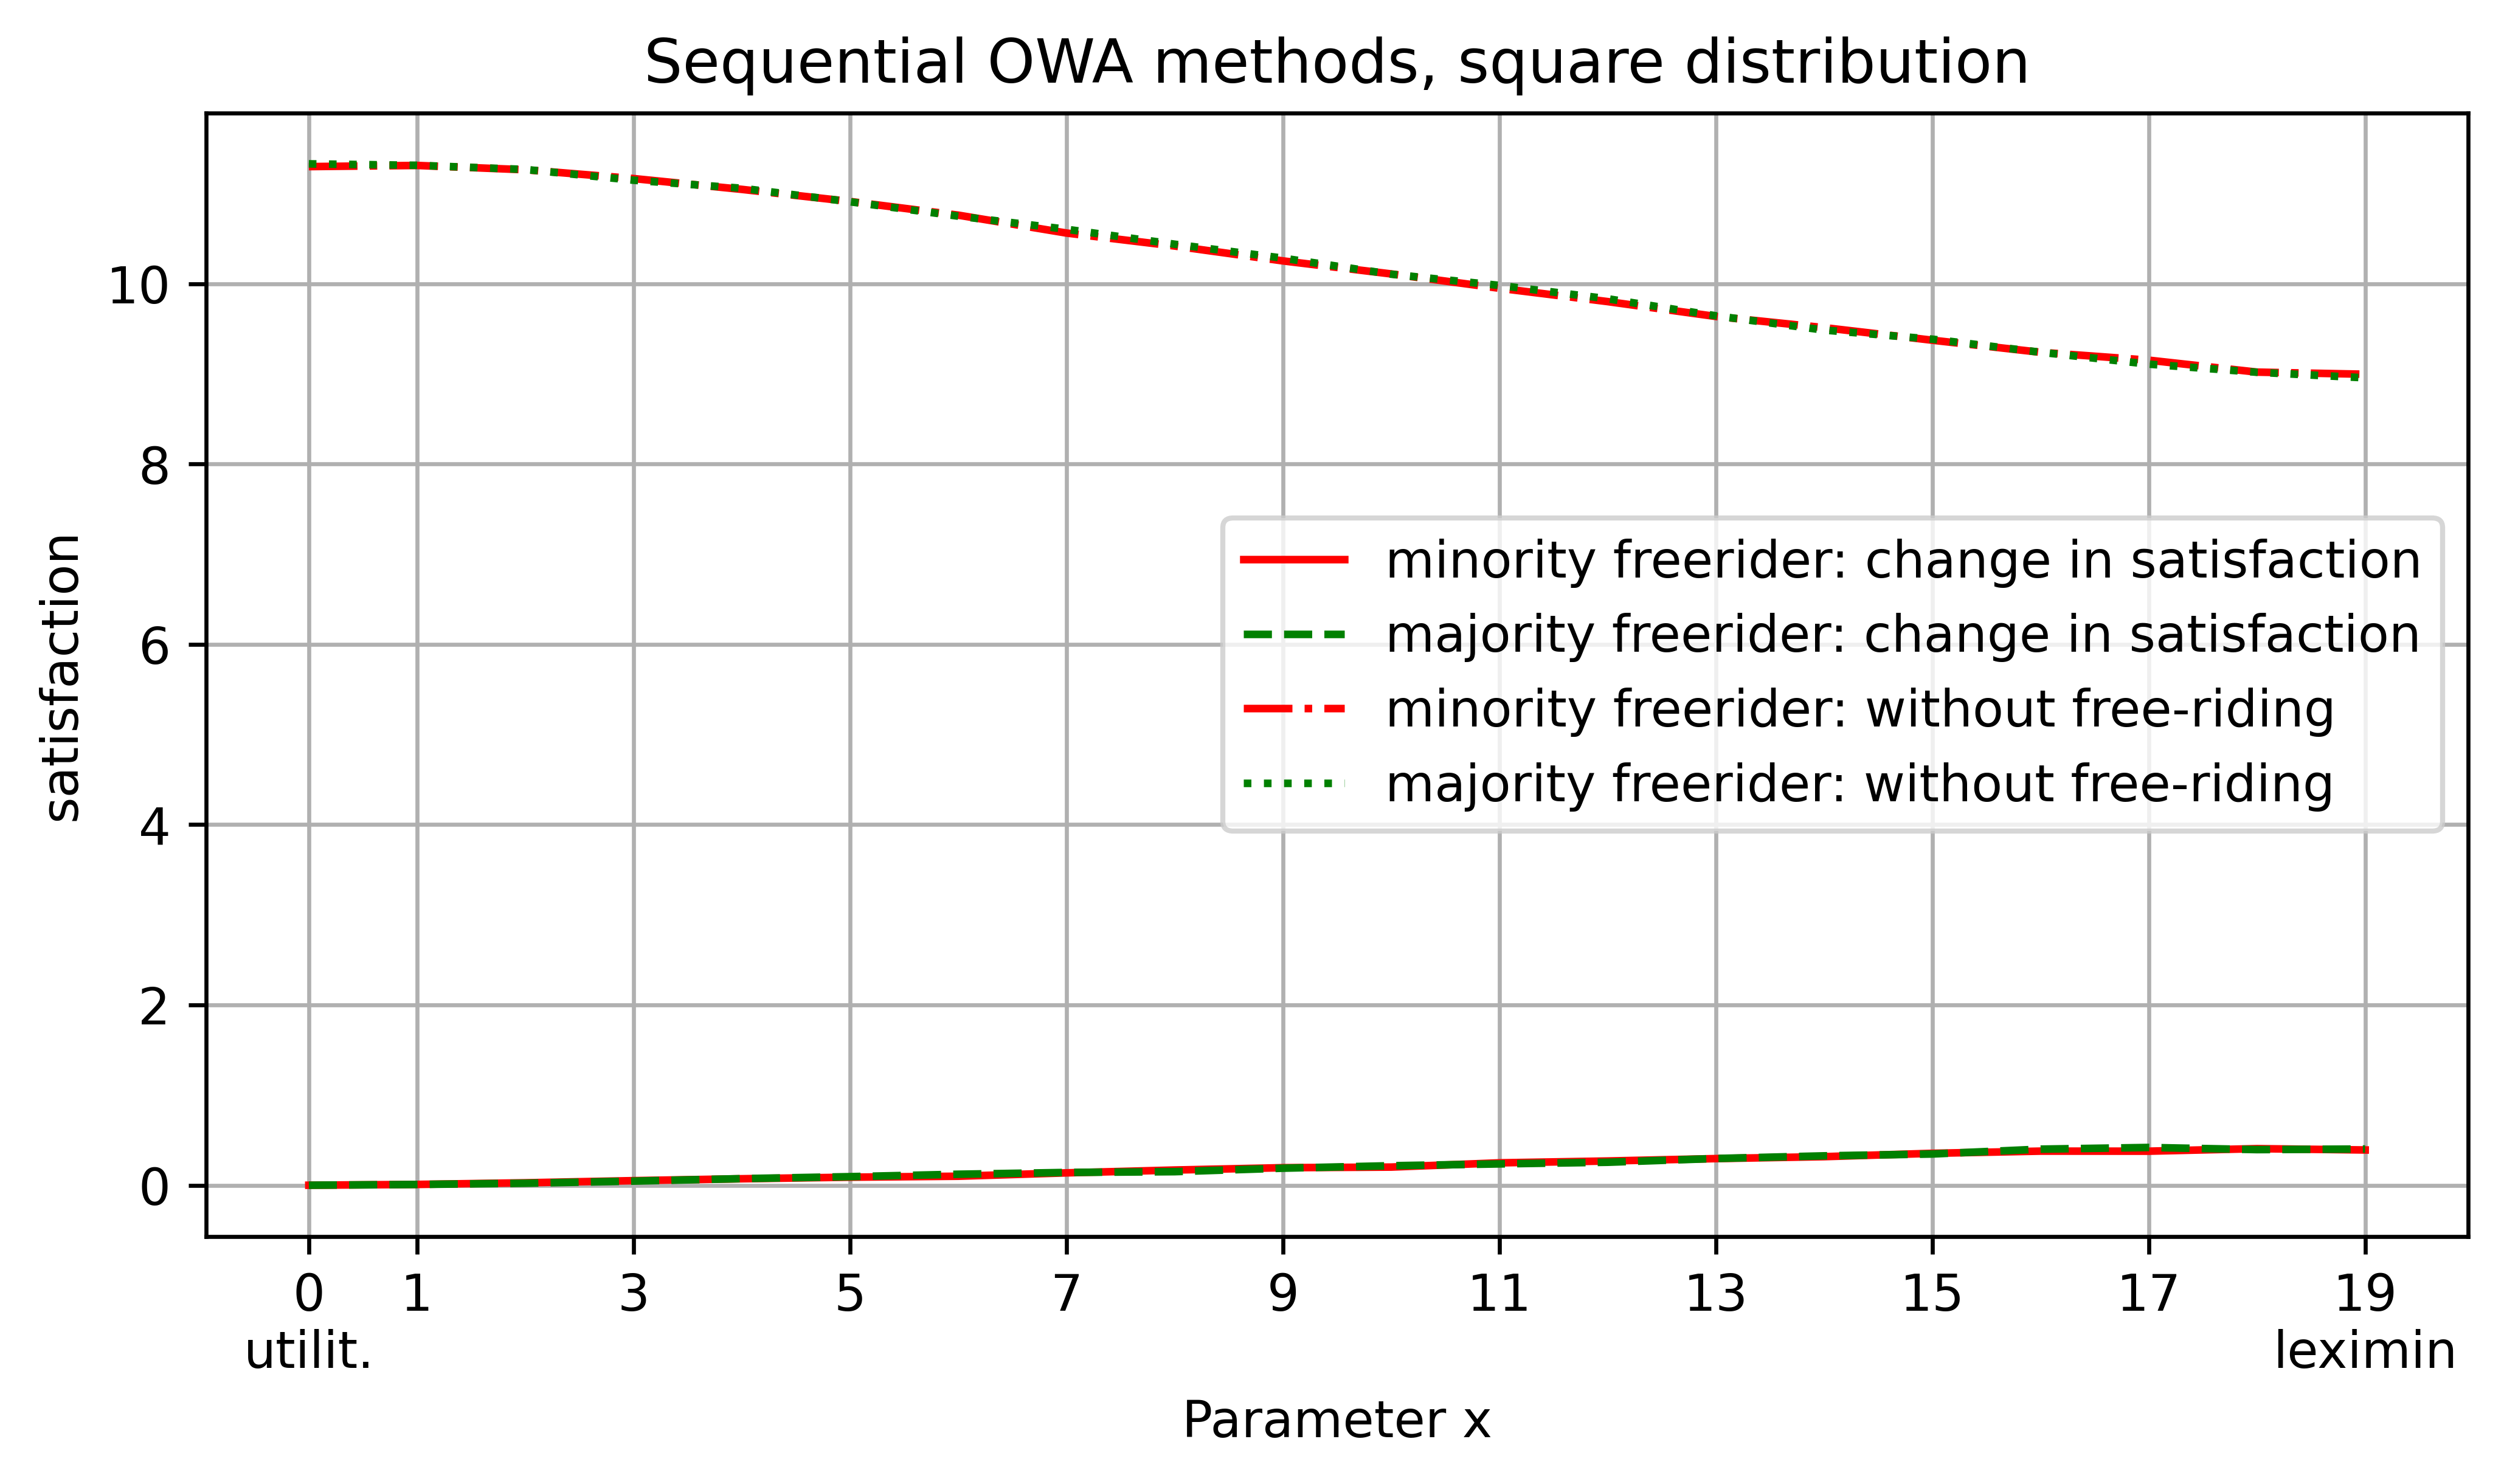 Sequential OWA methods, square distribution
satisfaction
10
8
6
4
2
0
minority freerider: change in satisfaction
majority freerider: change in satisfaction
minority freerider: without free-riding
majority freerider: without free-riding
0 1 3 5 7 9 11 13 15 17 19
utilit. leximin
Parameter x